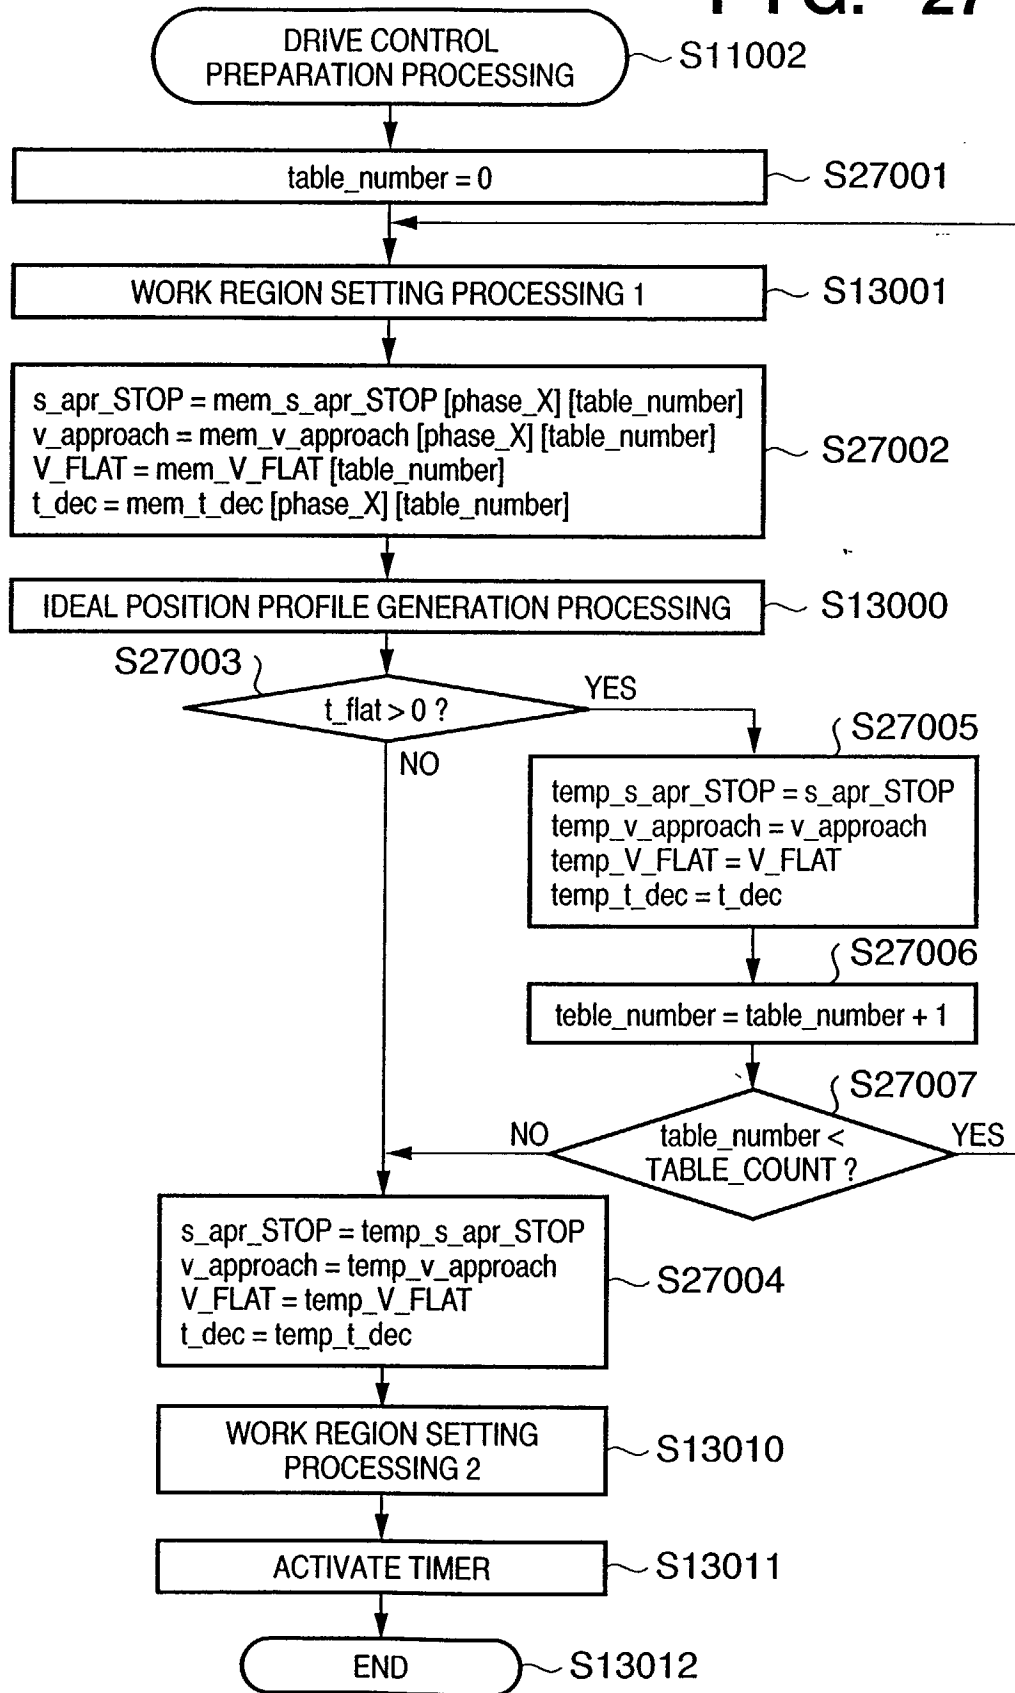 FIG. 27
DRIVE CONTROL
PREPARATION PROCESSING
S11002
table_number = 0
S27001
WORK REGION SETTING PROCESSING 1
S13001
s_apr_STOP = mem_s_apr_STOP [phase_X] [table_number]
v_approach = mem_v_approach [phase_X] [table_number]
V_FLAT = mem_V_FLAT [table_number]
t_dec = mem_t_dec [phase_X] [table_number]
S27002
IDEAL POSITION PROFILE GENERATION PROCESSING
S13000
S27003
t_flat > 0 ?
YES
NO
S27005
temp_s_apr_STOP = s_apr_STOP
temp_v_approach = v_approach
temp_V_FLAT = V_FLAT
temp_t_dec = t_dec
S27006
teble_number = table_number + 1
S27007
NO
table_number <
TABLE_COUNT ?
YES
s_apr_STOP = temp_s_apr_STOP
v_approach = temp_v_approach
V_FLAT = temp_V_FLAT
t_dec = temp_t_dec
S27004
WORK REGION SETTING
PROCESSING 2
S13010
ACTIVATE TIMER
S13011
END
S13012